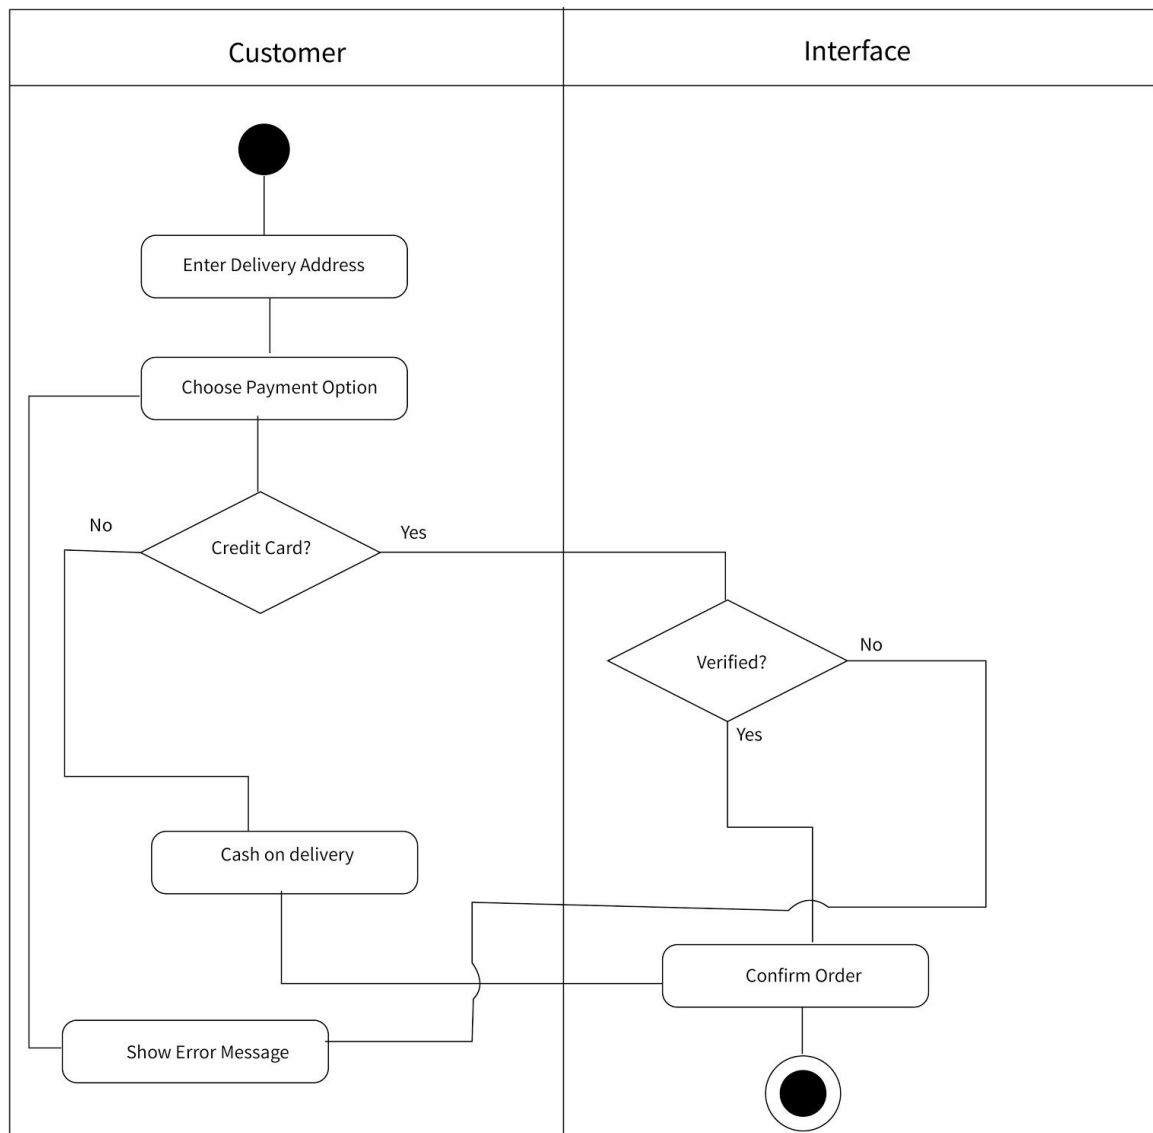 Customer
Interface
Enter Delivery Address
Choose Payment Option
No
Yes
Credit Card?
No
Verified?
Yes
Cash on delivery
Confirm Order
Show Error Message